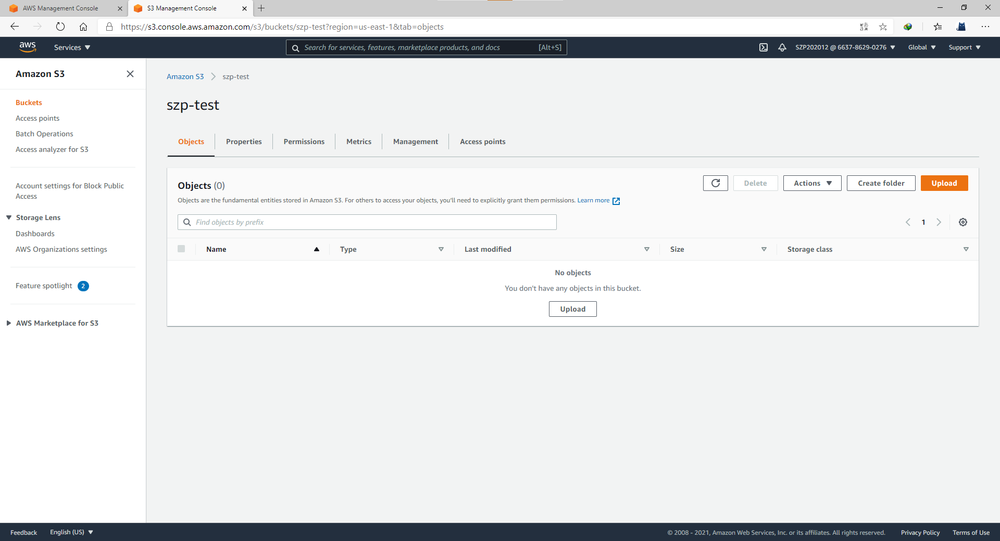 AWS Management Console
S3 Management Console
https://s3.console.aws.amazon.com/s3/buckets/szp-test?region=us-east-1&tab=objects
aws
Services
Search for services, features, marketplace products, and docs [Alt+S]
SZP202012 @ 6637-8629-0276
Global
Support
Amazon S3
Buckets
Access points
Batch Operations
Access analyzer for S3
Account settings for Block Public
Access
Storage Lens
Dashboards
AWS Organizations settings
Feature spotlight 2
AWS Marketplace for S3
Amazon S3 szp-test
szp-test
Objects Properties Permissions Metrics Management Access points
Objects (0)
Delete Actions Create folder Upload
Objects are the fundamental entities stored in Amazon S3. For others to access your objects, you'll need to explicitly grant them permissions. Learn more
Find objects by prefix
1
Name Type Last modified Size Storage class
No objects
You don't have any objects in this bucket.
Upload
Feedback English (US)
© 2008 - 2021, Amazon Web Services, Inc. or its affiliates. All rights reserved. Privacy Policy Terms of Use